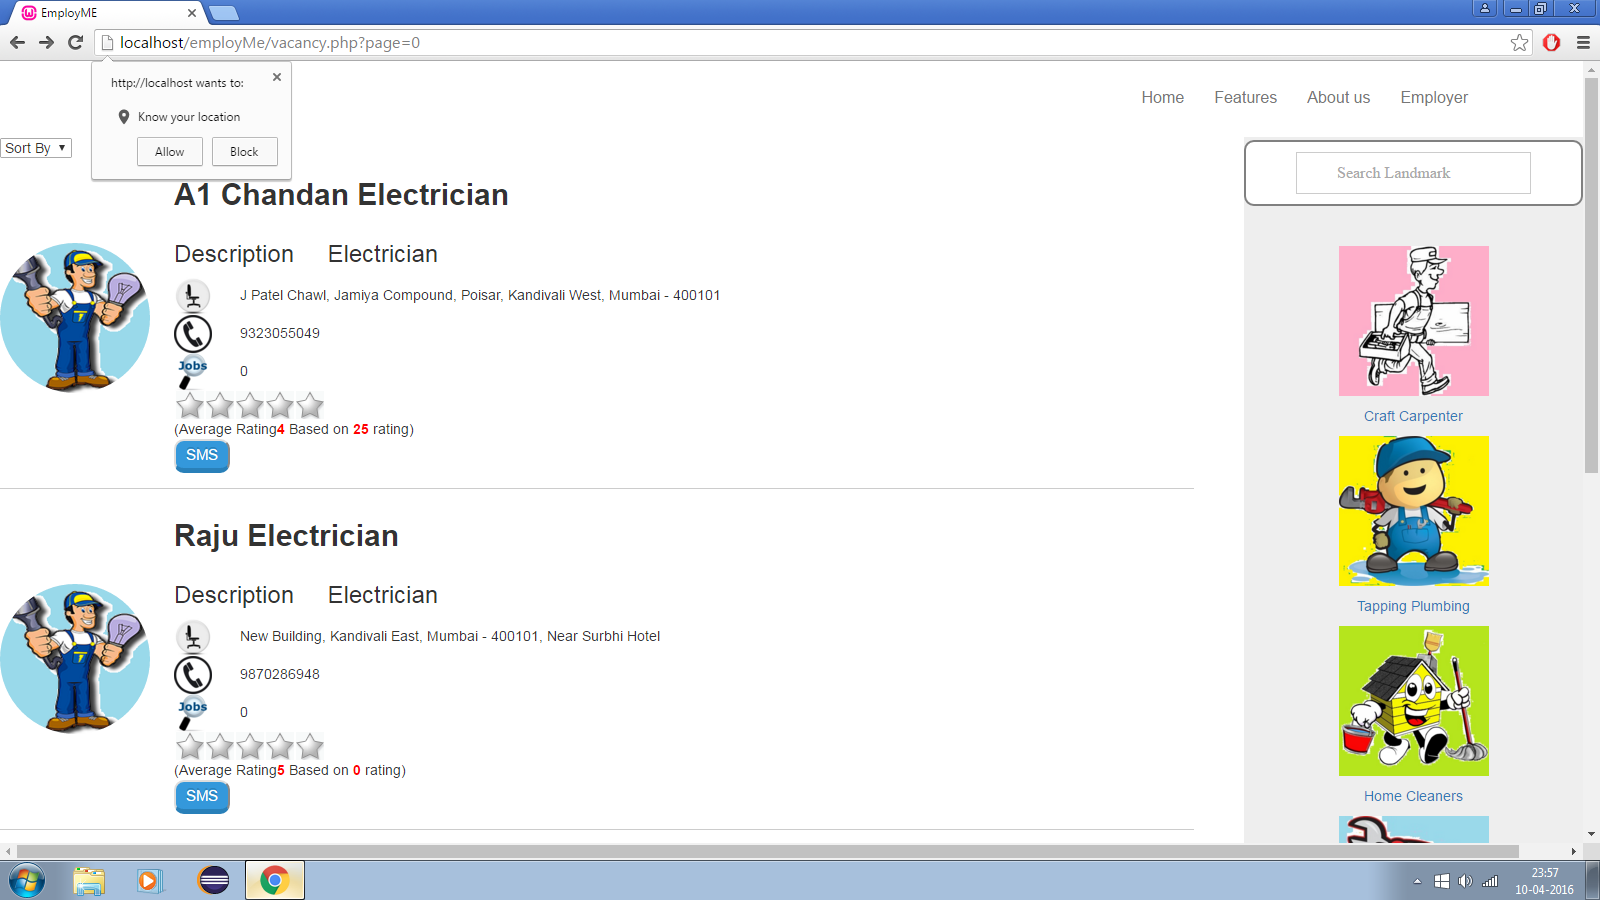 EmployME
localhost/employMe/vacancy.php?page=0
http://localhost wants to:
Know your location
Allow Block
Home Features About us Employer
Sort By
Search Landmark
A1 Chandan Electrician
Description Electrician
J Patel Chawl, Jamiya Compound, Poisar, Kandivali West, Mumbai - 400101
9323055049
Jobs
0
(Average Rating4 Based on 25 rating)
SMS
Raju Electrician
Description Electrician
New Building, Kandivali East, Mumbai - 400101, Near Surbhi Hotel
9870286948
Jobs
0
(Average Rating5 Based on 0 rating)
SMS
Craft Carpenter
Tapping Plumbing
Home Cleaners
23:57
10-04-2016